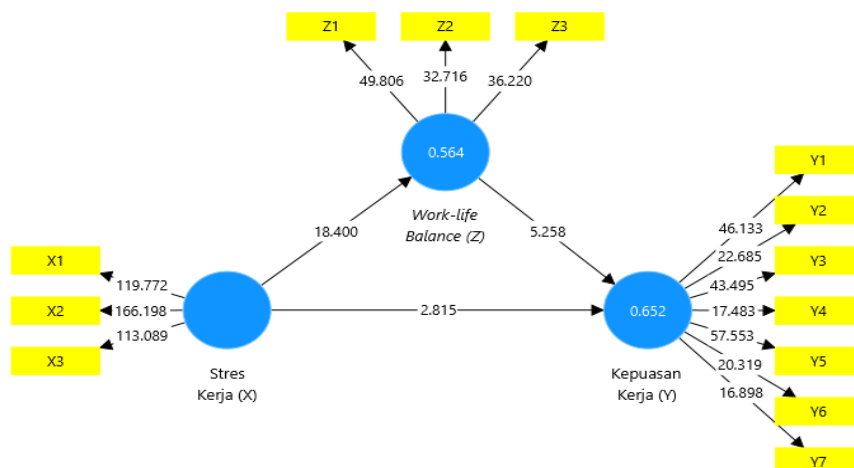 Z1
Z2
Z3
49.806
32.716
36.220
0.564
Work-life
Balance (Z)
18.400
5.258
X1
X2
X3
119.772
166.198
113.089
Stres
Kerja (X)
2.815
0.652
Kepuasan
Kerja (Y)
46.133
22.685
43.495
17.483
57.553
20.319
16.898
Y1
Y2
Y3
Y4
Y5
Y6
Y7